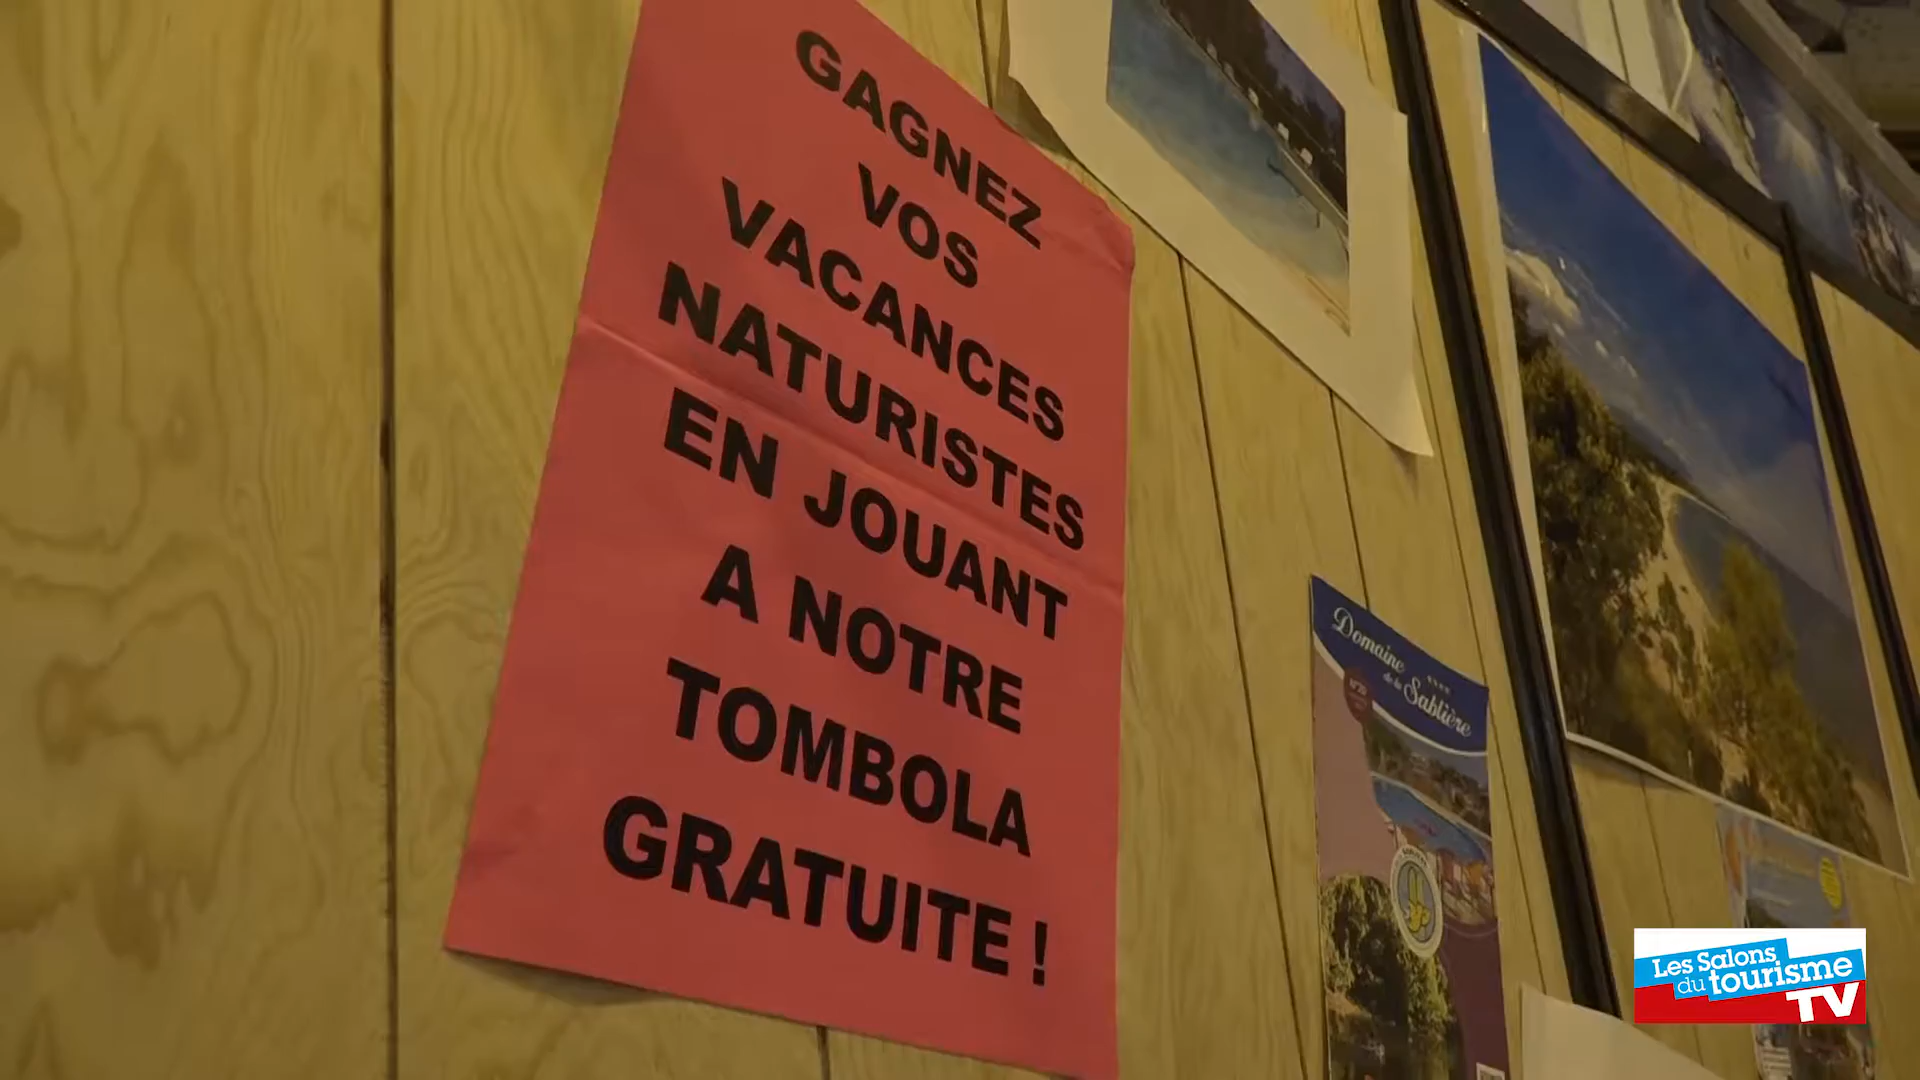 GAGNEZ
VOS
VACANCES
NATURISTES
EN JOUANT
A NOTRE
TOMBOLA
GRATUITE !
Domaine
de la Sablière
Les Salons
du tourisme
TV